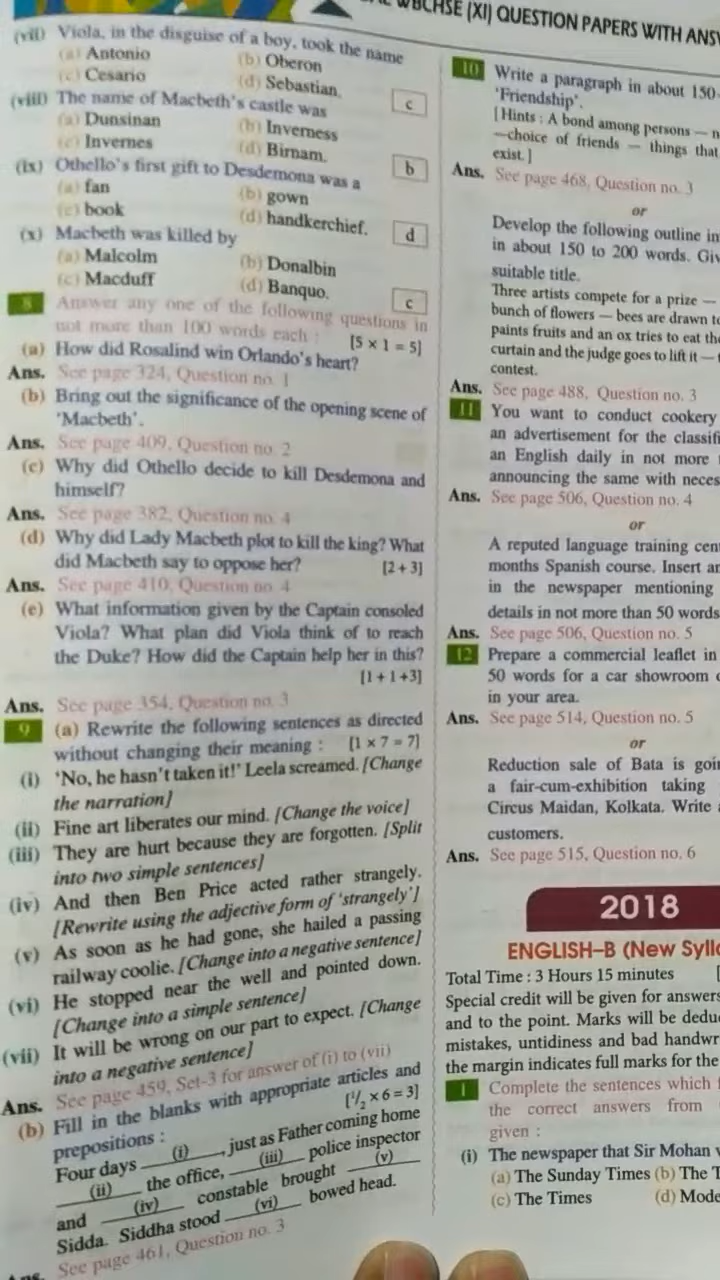 WBCHSE (XI) QUESTION PAPERS WITH
(vii) Viola, in the disguise of a boy, took the name
(a) Antonio (b) Oberon
(c) Cesario (d) Sebastian.
c
(viii) The name of Macbeth's castle was
(a) Dunsinan (b) Inverness
(c) Invernes (d) Birnam.
b
(ix) Othello's first gift to Desdemona was a
(a) fan (b) gown
(c) book (d) handkerchief.
d
(x) Macbeth was killed by
(a) Malcolm (b) Donalbin
(c) Macduff (d) Banquo.
c
8 Answer any one of the following questions in
not more than 100 words each : [5 x 1 = 5]
(a) How did Rosalind win Orlando's heart?
Ans. See page 324, Question no. 1
(b) Bring out the significance of the opening scene of
'Macbeth'.
Ans. See page 409, Question no. 2
(c) Why did Othello decide to kill Desdemona and
himself?
Ans. See page 382, Question no. 4
(d) Why did Lady Macbeth plot to kill the king? What
did Macbeth say to oppose her? [2+3]
Ans. See page 410, Question no. 4
(e) What information given by the Captain consoled
Viola? What plan did Viola think of to reach
the Duke? How did the Captain help her in this?
[1+1+3]
Ans. See page 354, Question no. 3
9 (a) Rewrite the following sentences as directed
without changing their meaning : [1 x 7 = 7]
(i) 'No, he hasn't taken it!' Leela screamed. [Change
the narration]
(ii) Fine art liberates our mind. [Change the voice]
(iii) They are hurt because they are forgotten. [Split
into two simple sentences]
(iv) And then Ben Price acted rather strangely.
[Rewrite using the adjective form of 'strangely']
(v) As soon as he had gone, she hailed a passing
railway coolie. [Change into a negative sentence]
(vi) He stopped near the well and pointed down.
[Change into a simple sentence]
(vii) It will be wrong on our part to expect. [Change
into a negative sentence]
Ans. See page 459, Set-3 for answer of (i) to (vii)
(b) Fill in the blanks with appropriate articles and
prepositions : [1/2 x 6 = 3]
Four days (i), just as Father coming home
(ii) the office, (iii) police inspector
and (iv) constable brought (v)
Sidda. Siddha stood (vi) bowed head.
See page 461, Question no. 3
10 Write a paragraph in about 150
'Friendship'.
[Hints : A bond among persons —
—choice of friends — things that
exist.]
Ans. See page 468, Question no. 3
or
Develop the following outline in
in about 150 to 200 words.
suitable title.
Three artists compete for a prize —
bunch of flowers — bees are drawn
paints fruits and an ox tries to eat
curtain and the judge goes to lift it —
contest.
Ans. See page 488, Question no. 3
11 You want to conduct cookery
an advertisement for the
an English daily in not more
announcing the same with
Ans. See page 506, Question no. 4
or
A reputed language training
months Spanish course. Insert
in the newspaper mentioning
details in not more than 50 words
Ans. See page 506, Question no. 5
12 Prepare a commercial leaflet in
50 words for a car showroom
in your area.
Ans. See page 514, Question no. 5
or
Reduction sale of Bata is
a fair-cum-exhibition taking
Circus Maidan, Kolkata. Write
customers.
Ans. See page 515, Question no. 6
2018
ENGLISH–B (New
Total Time : 3 Hours 15 minutes
Special credit will be given for answers
and to the point. Marks will be
mistakes, untidiness and bad
the margin indicates full marks for the
1 Complete the sentences which
the correct answers from
given :
(i) The newspaper that Sir Mohan
(a) The Sunday Times (b) The
(c) The Times (d)